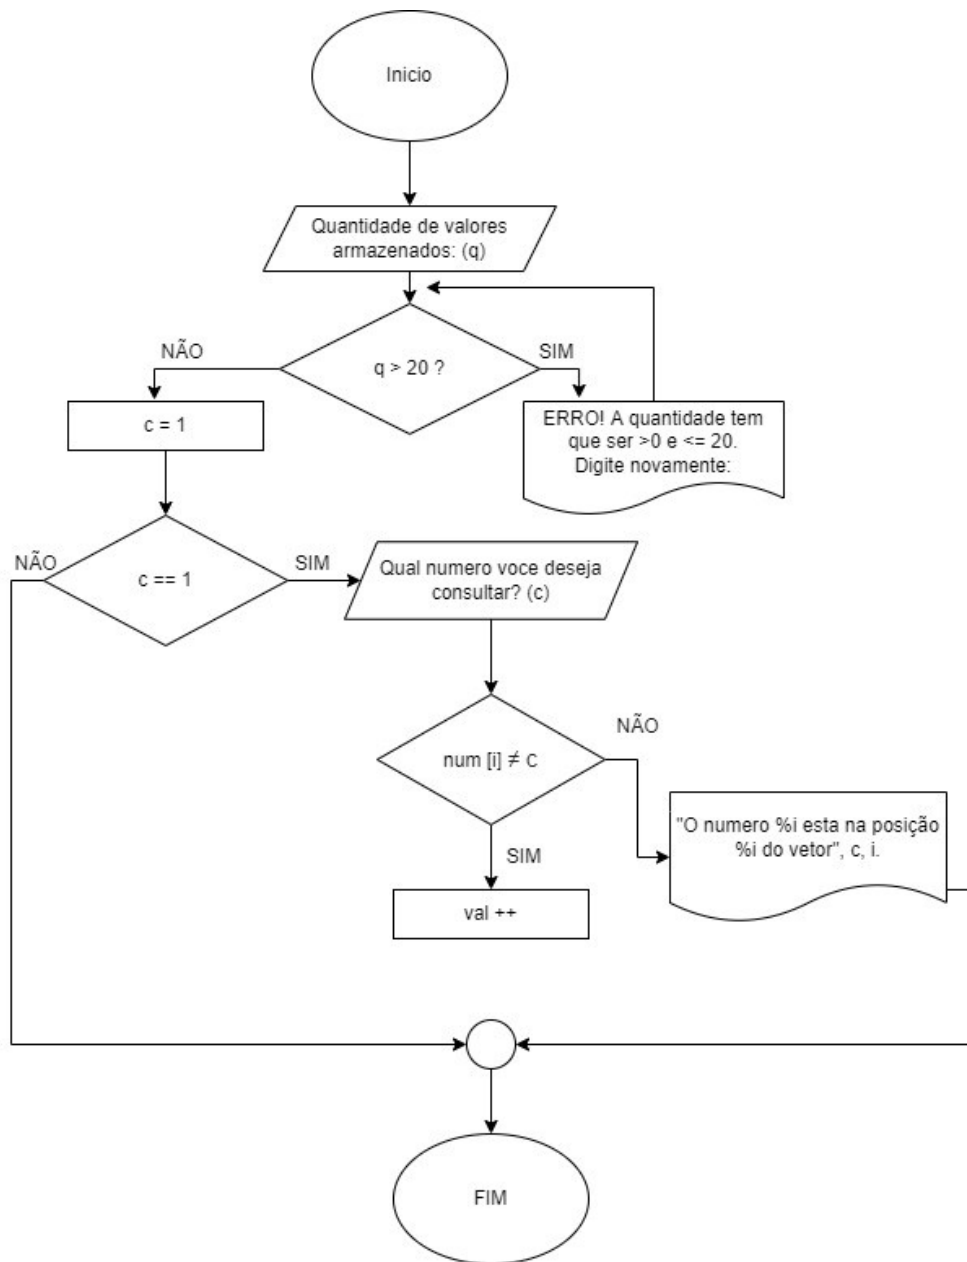 Inicio
Quantidade de valores
armazenados: (q)
NÃO
q > 20 ?
SIM
c = 1
ERRO! A quantidade tem
que ser >0 e <= 20.
Digite novamente:
NÃO
c == 1
SIM
Qual numero voce deseja
consultar? (c)
num [i] ≠ C
NÃO
"O numero %i esta na posição
%i do vetor", c, i.
SIM
val ++
FIM